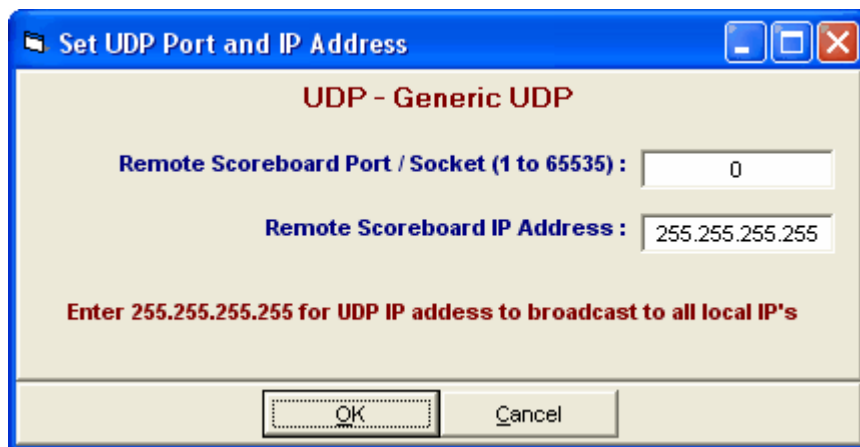 Set UDP Port and IP Address
UDP - Generic UDP
Remote Scoreboard Port / Socket (1 to 65535) : 0
Remote Scoreboard IP Address : 255.255.255.255
Enter 255.255.255.255 for UDP IP addess to broadcast to all local IP's
OK Cancel